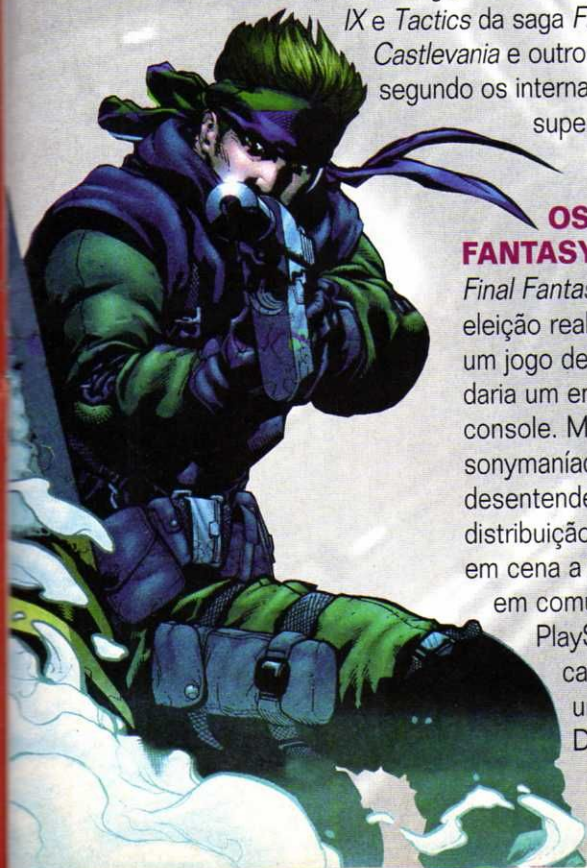 IX e Tactics da saga F
Castlevania e outro
segundo os interna
supe
OS
FANTASY
Final Fantas
eleição real
um jogo de
daria um er
console. M
sonymaníac
desentende
distribuição
em cena a
em com
PlayS
ca
u
D